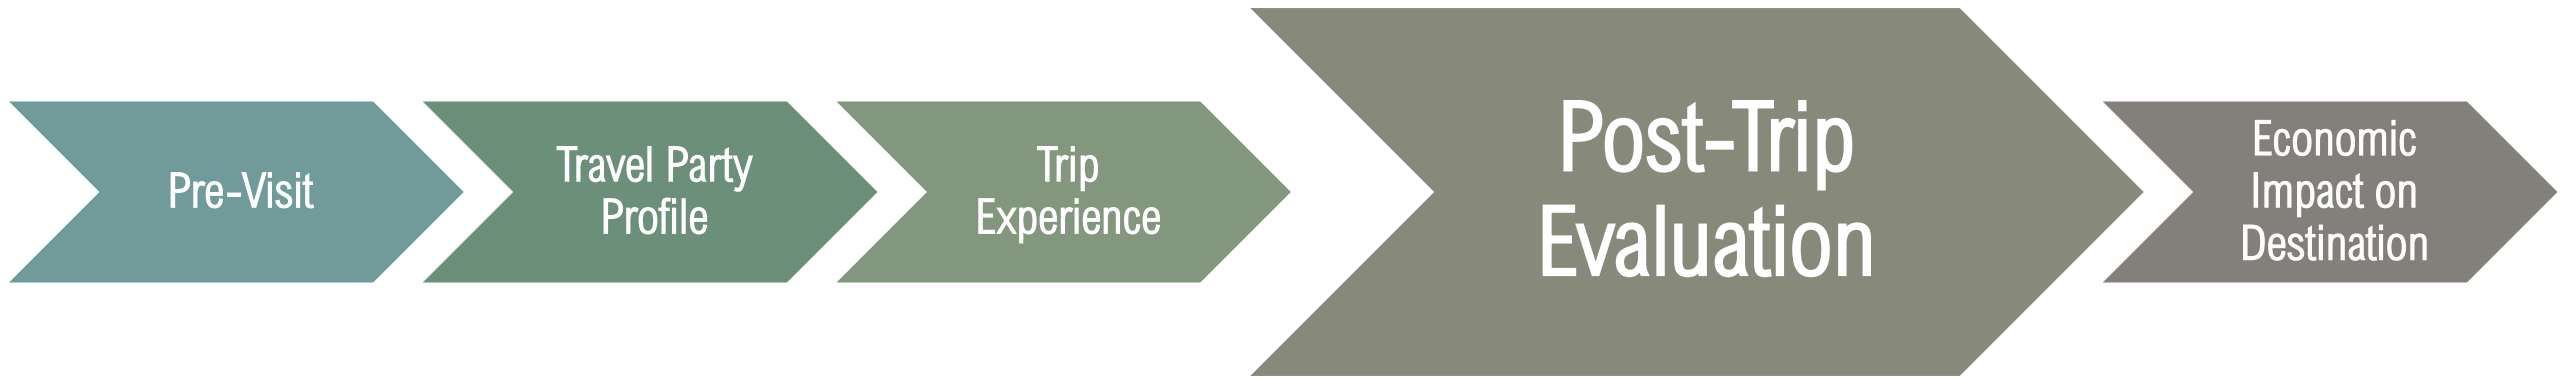 Pre-Visit
Travel Party
Profile
Trip
Experience
Post-Trip
Evaluation
Economic
Impact on
Destination